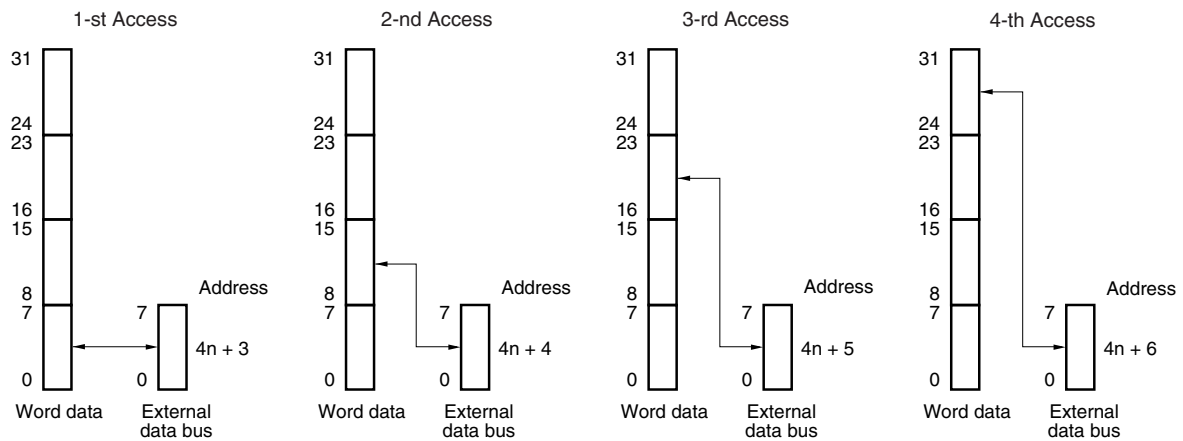 1-st Access
31
24
23
16
15
8
7
0
Word data
7
0
External
data bus
Address
4n + 3
2-nd Access
31
24
23
16
15
8
7
0
Word data
7
0
External
data bus
Address
4n + 4
3-rd Access
31
24
23
16
15
8
7
0
Word data
7
0
External
data bus
Address
4n + 5
4-th Access
31
24
23
16
15
8
7
0
Word data
7
0
External
data bus
Address
4n + 6